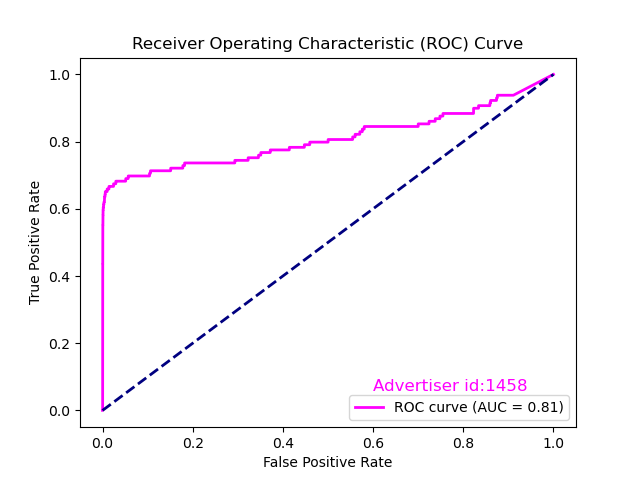 Receiver Operating Characteristic (ROC) Curve
True Positive Rate
1.0
0.8
0.6
0.4
0.2
0.0
Advertiser id:1458
ROC curve (AUC = 0.81)
0.0 0.2 0.4 0.6 0.8 1.0
False Positive Rate